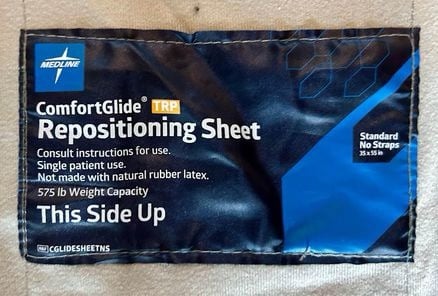 MEDLINE
ComfortGlide® TRP
Repositioning Sheet
Consult instructions for use.
Single patient use.
Not made with natural rubber latex.
575 lb Weight Capacity
This Side Up
REF CGLIDESHEETNS
Standard
No Straps
35 x 55 in